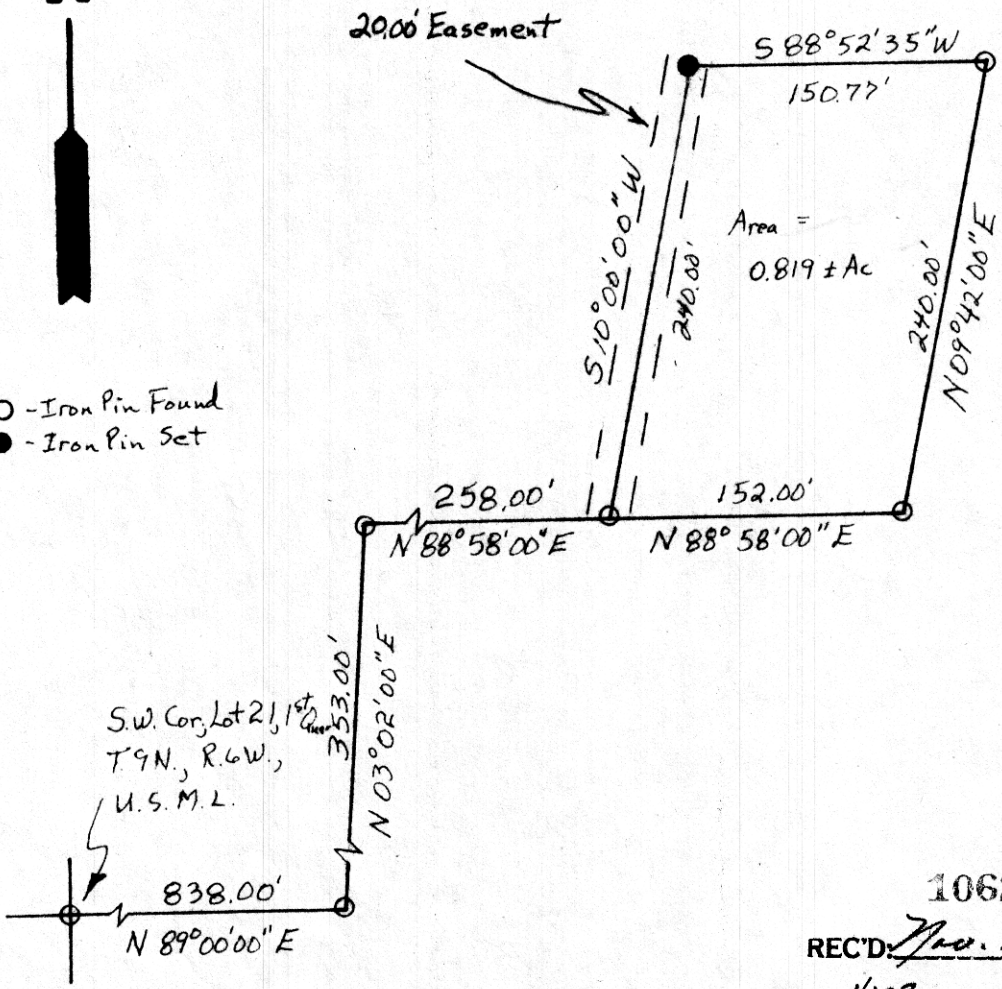 20.00' Easement
S 88°52'35" W
150.77'
S 10°00'00" W
240.00'
Area =
0.819 ± Ac
240.00'
N 09°42'00" E
O - Iron Pin Found
● - Iron Pin Set
258.00'
N 88°58'00" E
152.00'
N 88°58'00" E
353.00'
N 03°02'00" E
S.W. Cor, Lot 21, 1st
T.9N., R.6W.,
U.S.M.L.
838.00'
N 89°00'00" E
REC'D: